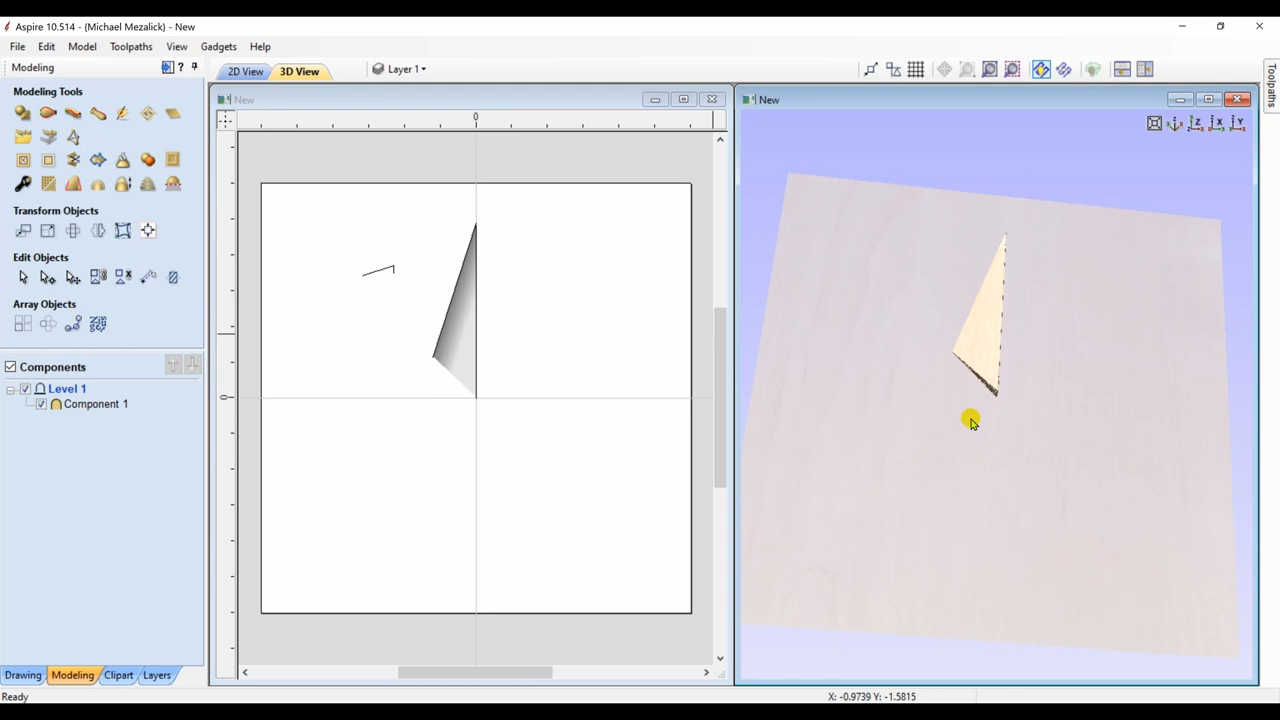 Aspire 10.514 - {Michael Mezalick} - New
File Edit Model Toolpaths View Gadgets Help
Modeling ?
2D View 3D View Layer 1
Toolpaths
Modeling Tools
New
New
0
Z X Y
Transform Objects
Edit Objects
Array Objects
Components
Level 1
Component 1
0
Drawing Modeling Clipart Layers
Ready X: -0.9739 Y: -1.5815